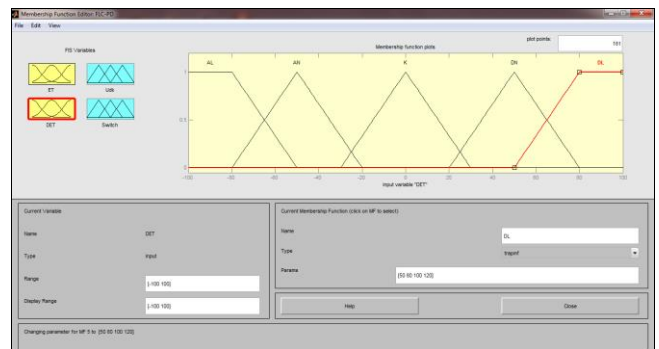 Membership Function Editor: FLC-PD
File Edit View
FIS Variables
Membership function plots
plot points:
181
ET
Udk
DET
Switch
AL
AN
K
DN
DL
1
0.5
0
-100
-80
-60
-40
-20
0
20
40
60
80
100
input variable "DET"
Current Variable
Name
DET
Type
input
Range
[-100 100]
Display Range
[-100 100]
Current Membership Function (click on MF to select)
Name
DL
Type
trapmf
Params
[50 80 100 120]
Help
Close
Changing parameter for MF 5 to [50 80 100 120]